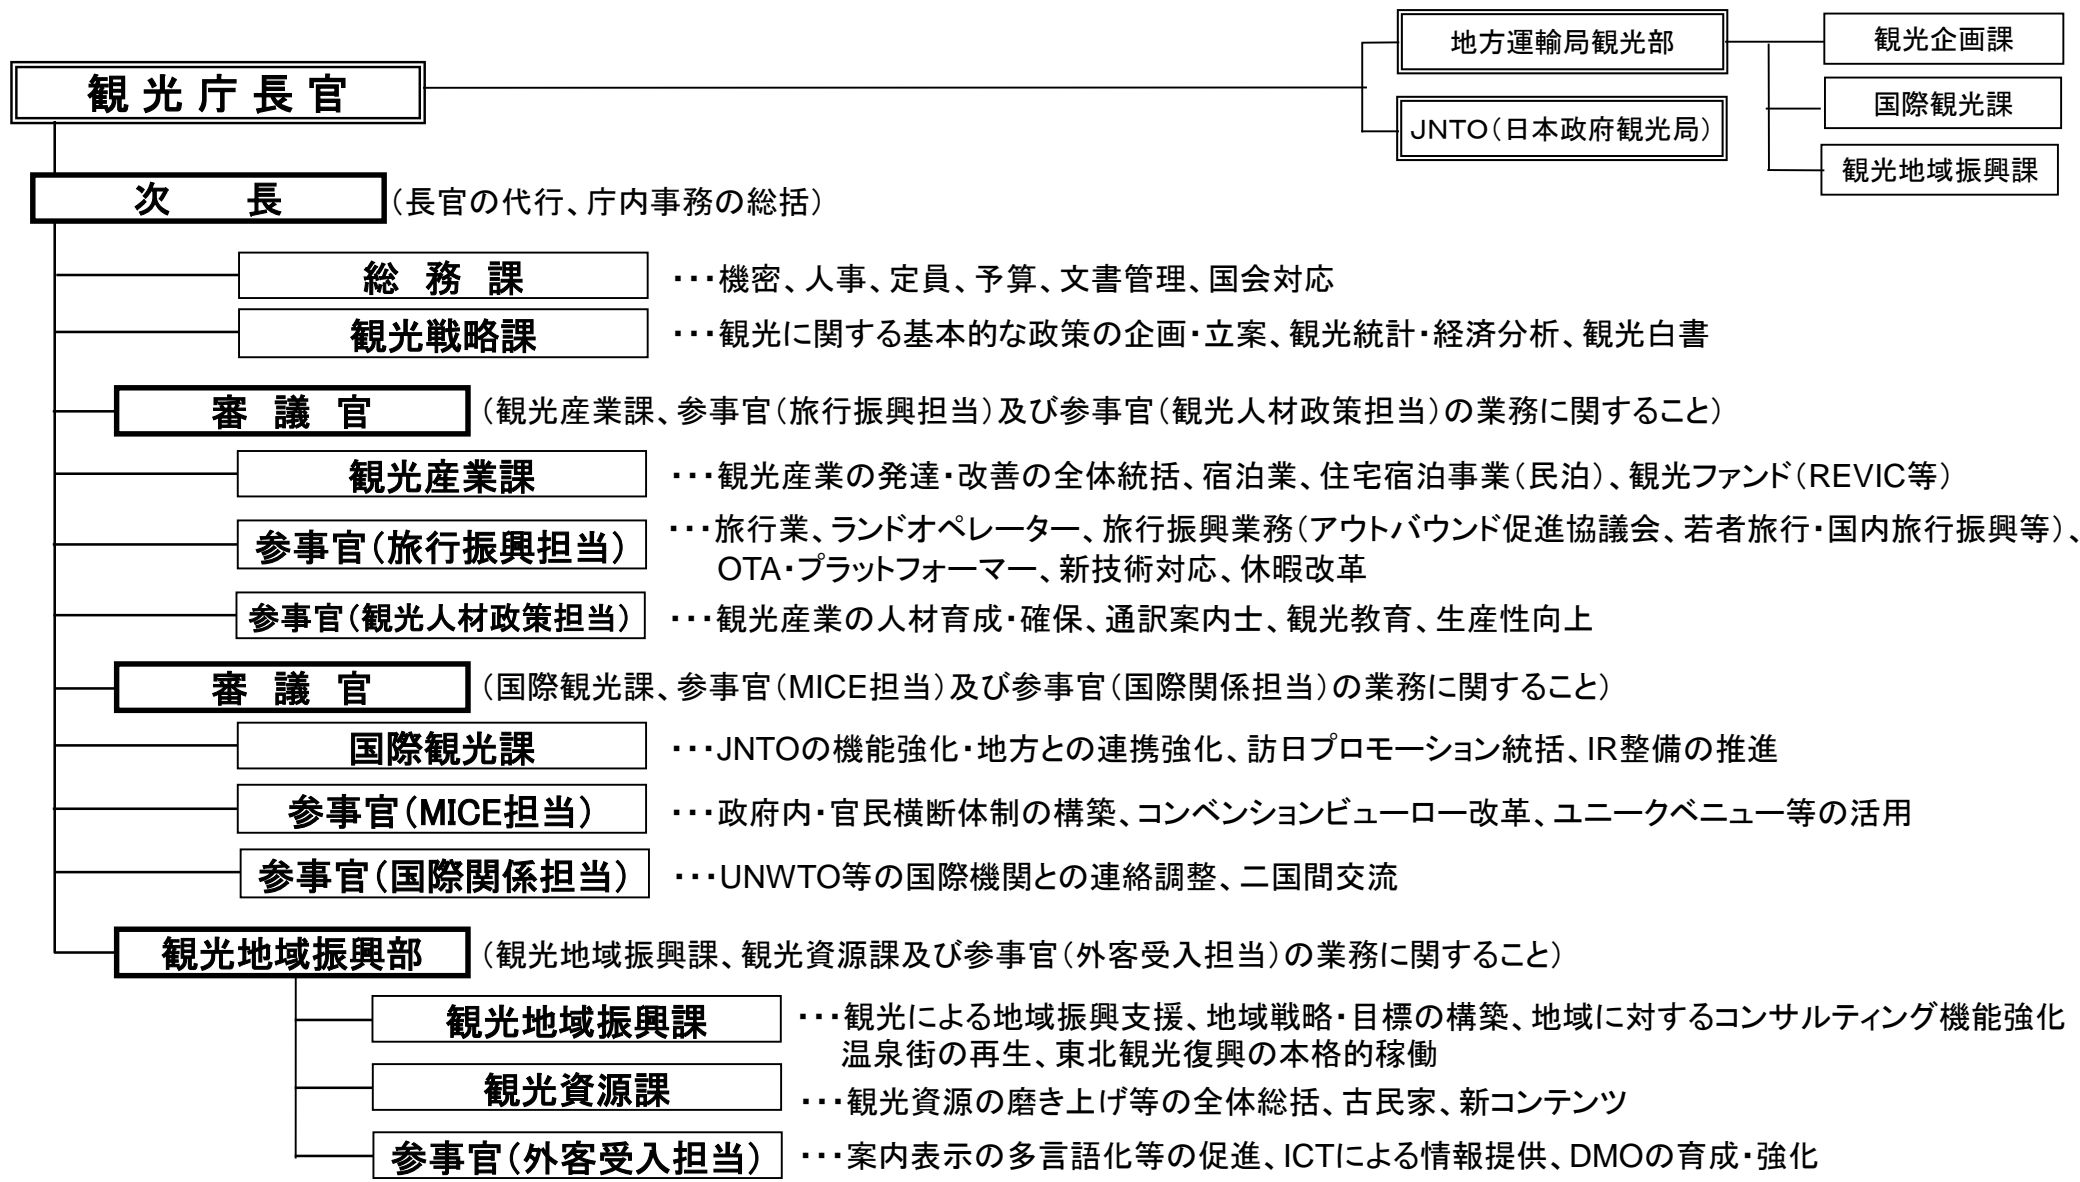 地方運輸局観光部
観光企画課
観 光 庁 長 官
国際観光課
JNTO（日本政府観光局）
観光地域振興課
次　　長
（長官の代行、庁内事務の総括）
総　務　課
・・・機密、人事、定員、予算、文書管理、国会対応
観光戦略課
・・・観光に関する基本的な政策の企画・立案、観光統計・経済分析、観光白書
審　議　官
（観光産業課、参事官（旅行振興担当）及び参事官（観光人材政策担当）の業務に関すること）
観光産業課
・・・観光産業の発達・改善の全体統括、宿泊業、住宅宿泊事業（民泊）、観光ファンド（REVIC等）
参事官（旅行振興担当）
・・・旅行業、ランドオペレーター、旅行振興業務（アウトバウンド促進協議会、若者旅行・国内旅行振興等）、
OTA・プラットフォーマー、新技術対応、休暇改革
参事官（観光人材政策担当）
・・・観光産業の人材育成・確保、通訳案内士、観光教育、生産性向上
審　議　官
（国際観光課、参事官（MICE担当）及び参事官（国際関係担当）の業務に関すること）
国際観光課
・・・JNTOの機能強化・地方との連携強化、訪日プロモーション統括、IR整備の推進
参事官（MICE担当）
・・・政府内・官民横断体制の構築、コンベンションビューロー改革、ユニークベニュー等の活用
参事官（国際関係担当）
・・・UNWTO等の国際機関との連絡調整、二国間交流
観光地域振興部
（観光地域振興課、観光資源課及び参事官（外客受入担当）の業務に関すること）
観光地域振興課
・・・観光による地域振興支援、地域戦略・目標の構築、地域に対するコンサルティング機能強化
温泉街の再生、東北観光復興の本格的稼働
観光資源課
・・・観光資源の磨き上げ等の全体総括、古民家、新コンテンツ
参事官（外客受入担当）
・・・案内表示の多言語化等の促進、ICTによる情報提供、DMOの育成・強化